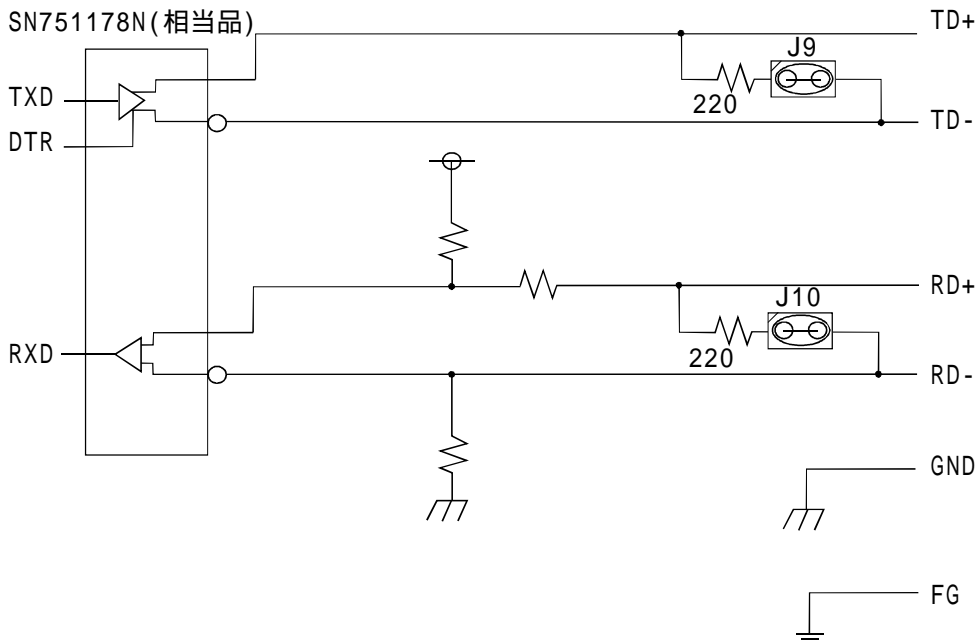 SN751178N(相当品)
TD+
J9
TXD
220
TD-
DTR
RD+
J10
RXD
220
RD-
GND
FG